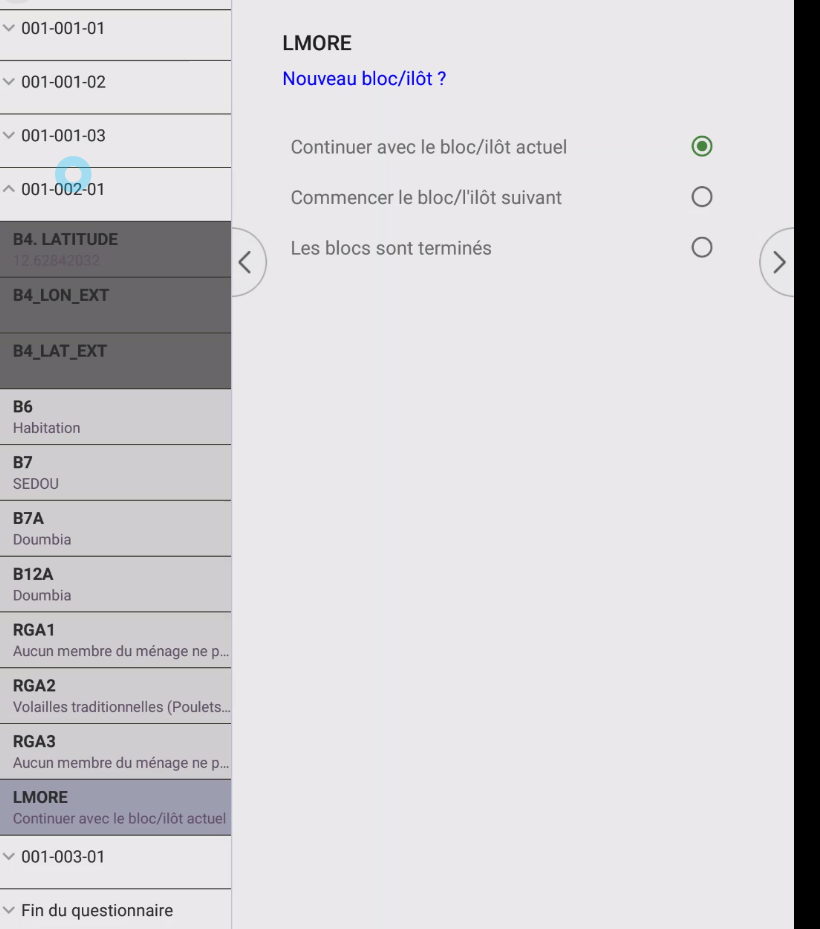 001-001-01
001-001-02
001-001-03
001-002-01
B4. LATITUDE
12.62842032
B4_LON_EXT
B4_LAT_EXT
B6
Habitation
B7
SEDOU
B7A
Doumbia
B12A
Doumbia
RGA1
Aucun membre du ménage ne p...
RGA2
Volailles traditionnelles (Poulets...
RGA3
Aucun membre du ménage ne p...
LMORE
Continuer avec le bloc/ilôt actuel
001-003-01
Fin du questionnaire
LMORE
Nouveau bloc/ilôt ?
Continuer avec le bloc/ilôt actuel
Commencer le bloc/l'ilôt suivant
Les blocs sont terminés